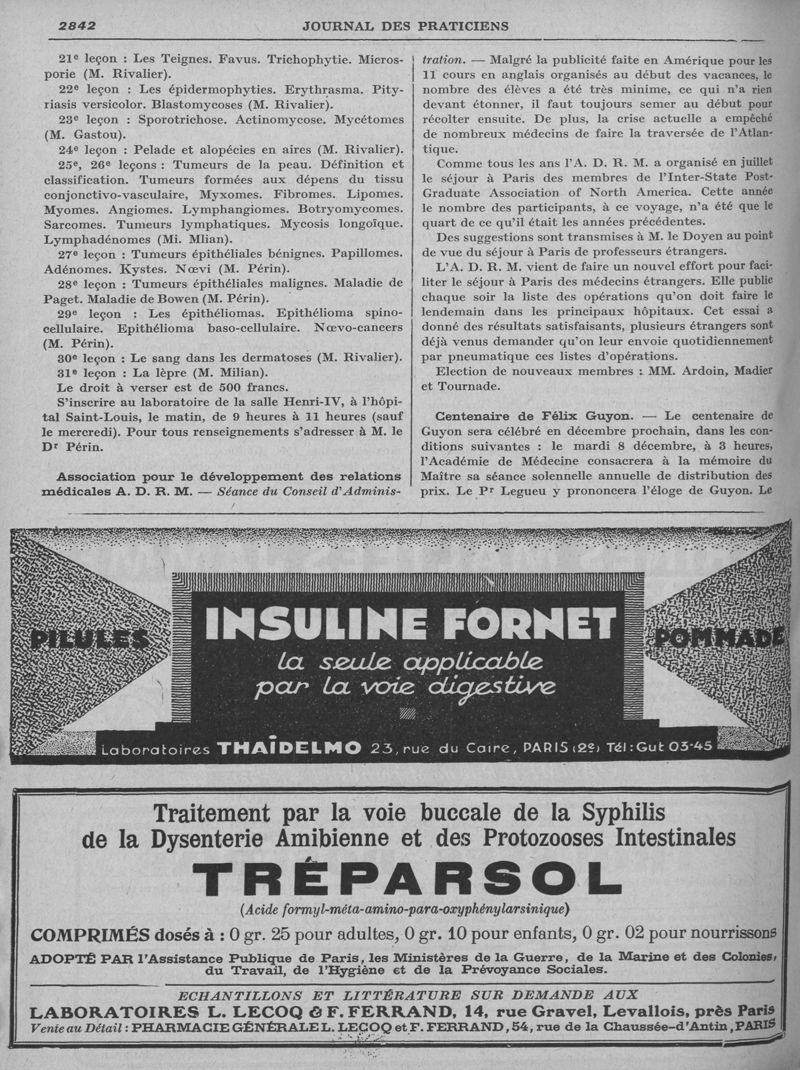 2842
JOURNAL DES PRATICIENS
21e leçon : Les Teignes. Favus. Trichophytie. Micros-
porie (M. Rivalier).
22e leçon : Les épidermophyties. Erythrasma. Pity-
riasis versicolor. Blastomycoses (M. Rivalier).
23e leçon : Sporotrichose. Actinomycose. Mycétomes
(M. Gastou).
24e leçon : Pelade et alopécies en aires (M. Rivalier).
25e, 26e leçons : Tumeurs de la peau. Définition et
classification. Tumeurs formées aux dépens du tissu
conjonctivo-vasculaire, Myxomes. Fibromes. Lipomes.
Myomes. Angiomes. Lymphangiomes. Botryomycomes.
Sarcomes. Tumeurs lymphatiques. Mycosis longoïque.
Lymphadénomes (Mi. Mlian).
27e leçon : Tumeurs épithéliales bénignes. Papillomes.
Adénomes. Kystes. Nœvi (M. Périn).
28e leçon : Tumeurs épithéliales malignes. Maladie de
Paget. Maladie de Bowen (M. Périn).
29e leçon : Les épithéliomas. Epithélioma spino-
cellulaire. Epithélioma baso-cellulaire. Nœvo-cancers
(M. Périn).
30e leçon : Le sang dans les dermatoses (M. Rivalier).
31e leçon : La lèpre (M. Milian).
Le droit à verser est de 500 francs.
S'inscrire au laboratoire de la salle Henri-IV, à l'hôpi-
tal Saint-Louis, le matin, de 9 heures à 11 heures (sauf
le mercredi). Pour tous renseignements s'adresser à M. le
Dr Périn.
Association pour le développement des relations
médicales A. D. R. M. — Séance du Conseil d'Adminis-
tration. — Malgré la publicité faite en Amérique pour les
11 cours en anglais organisés au début des vacances, le
nombre des élèves a été très minime, ce qui n'a rien
devant étonner, il faut toujours semer au début pour
récolter ensuite. De plus, la crise actuelle a empêché
de nombreux médecins de faire la traversée de l'Atlan-
tique.
Comme tous les ans l'A. D. R. M. a organisé en juillet
le séjour à Paris des membres de l'Inter-State Post-
Graduate Association of North America. Cette année
le nombre des participants, à ce voyage, n'a été que le
quart de ce qu'il était les années précédentes.
Des suggestions sont transmises à M. le Doyen au point
de vue du séjour à Paris de professeurs étrangers.
L'A. D. R. M. vient de faire un nouvel effort pour faci-
liter le séjour à Paris des médecins étrangers. Elle public
chaque soir la liste des opérations qu'on doit faire le
lendemain dans les principaux hôpitaux. Cet essai a
donné des résultats satisfaisants, plusieurs étrangers sont
déjà venus demander qu'on leur envoie quotidiennement
par pneumatique ces listes d'opérations.
Election de nouveaux membres : MM. Ardoin, Madier
et Tournade.
Centenaire de Félix Guyon. — Le centenaire de
Guyon sera célébré en décembre prochain, dans les con-
ditions suivantes : le mardi 8 décembre, à 3 heures,
l'Académie de Médecine consacrera à la mémoire du
Maître sa séance solennelle annuelle de distribution des
prix. Le Pr Legueu y prononcera l'éloge de Guyon. Le
PILULES
INSULINE FORNET
la seule applicable
par la voie digestive
POMMADE
Laboratoires THAÏDELMO 23, rue du Caire, PARIS (2e) Tél : Gut 03-45
Traitement par la voie buccale de la Syphilis
de la Dysenterie Amibienne et des Protozooses Intestinales
TRÉPARSOL
(Acide formyl-méta-amino-para-oxyphénylarsinique)
COMPRIMÉS dosés à : 0 gr. 25 pour adultes, 0 gr. 10 pour enfants, 0 gr. 02 pour nourrissons
ADOPTÉ PAR l'Assistance Publique de Paris, les Ministères de la Guerre, de la Marine et des Colonies,
du Travail, de l'Hygiène et de la Prévoyance Sociales.
ECHANTILLONS ET LITTÉRATURE SUR DEMANDE AUX
LABORATOIRES L. LECOQ & F. FERRAND, 14, rue Gravel, Levallois, près Paris
Vente au Détail : PHARMACIE GÉNÉRALE L. LECOQ et F. FERRAND, 54, rue de la Chaussée-d'Antin, PARIS